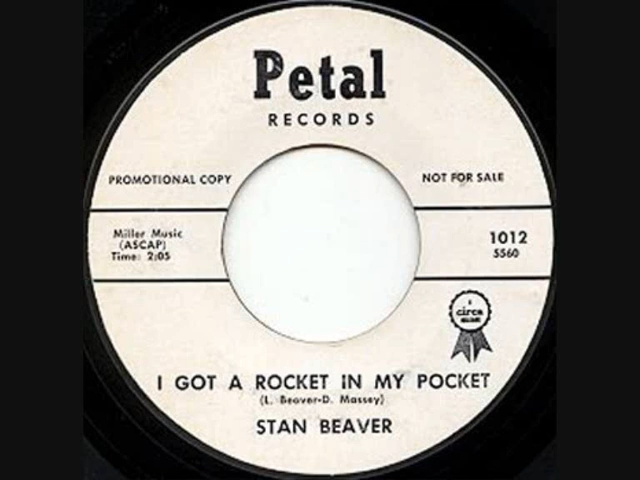 Petal
RECORDS
PROMOTIONAL COPY
NOT FOR SALE
Miller Music
(ASCAP)
Time: 2:05
1012
5560
circa
I GOT A ROCKET IN MY POCKET
(L. Beaver-D. Massey)
STAN BEAVER